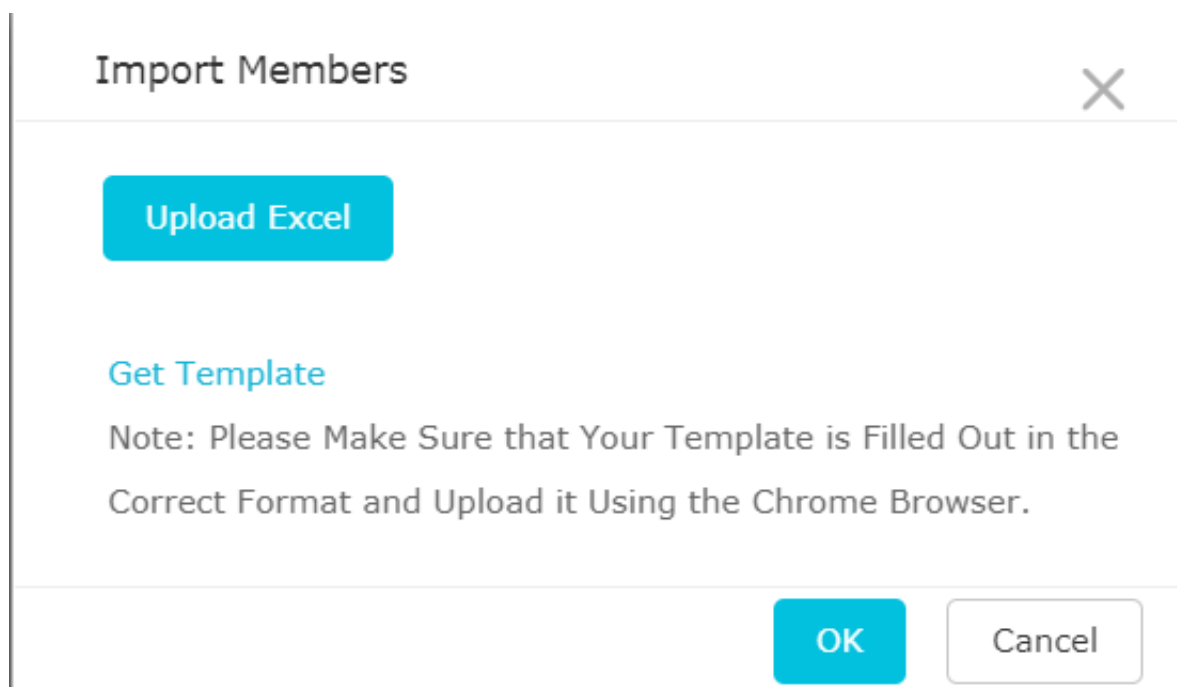 Import Members
Upload Excel
Get Template
Note: Please Make Sure that Your Template is Filled Out in the
Correct Format and Upload it Using the Chrome Browser.
OK
Cancel